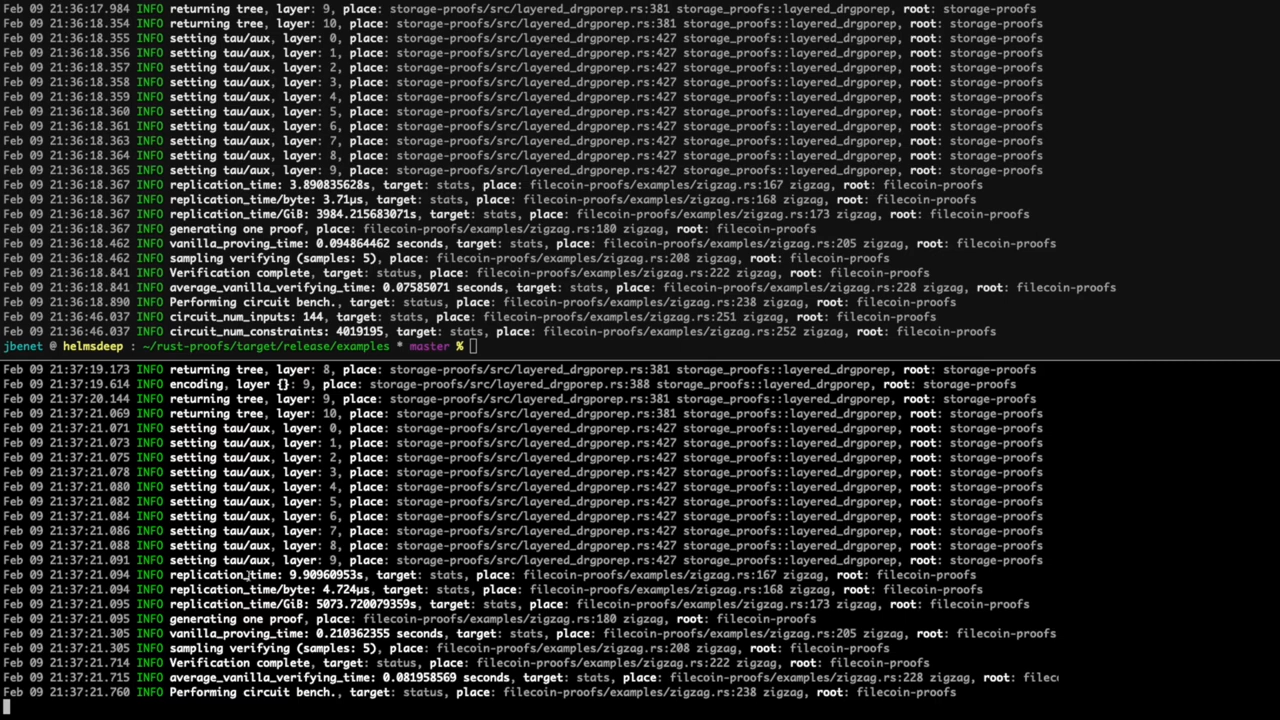 Feb 09 21:36:17.984 INFO returning tree, layer: 9, place: storage-proofs/src/layered_drgporep.rs:381 storage_proofs::layered_drgporep, root: storage-proofs
Feb 09 21:36:18.353 INFO returning tree, layer: 10, place: storage-proofs/src/layered_drgporep.rs:381 storage_proofs::layered_drgporep, root: storage-proofs
Feb 09 21:36:18.355 INFO setting tau/aux, layer: 0, place: storage-proofs/src/layered_drgporep.rs:427 storage_proofs::layered_drgporep, root: storage-proofs
Feb 09 21:36:18.356 INFO setting tau/aux, layer: 1, place: storage-proofs/src/layered_drgporep.rs:427 storage_proofs::layered_drgporep, root: storage-proofs
Feb 09 21:36:18.357 INFO setting tau/aux, layer: 2, place: storage-proofs/src/layered_drgporep.rs:427 storage_proofs::layered_drgporep, root: storage-proofs
Feb 09 21:36:18.358 INFO setting tau/aux, layer: 3, place: storage-proofs/src/layered_drgporep.rs:427 storage_proofs::layered_drgporep, root: storage-proofs
Feb 09 21:36:18.359 INFO setting tau/aux, layer: 4, place: storage-proofs/src/layered_drgporep.rs:427 storage_proofs::layered_drgporep, root: storage-proofs
Feb 09 21:36:18.360 INFO setting tau/aux, layer: 5, place: storage-proofs/src/layered_drgporep.rs:427 storage_proofs::layered_drgporep, root: storage-proofs
Feb 09 21:36:18.361 INFO setting tau/aux, layer: 6, place: storage-proofs/src/layered_drgporep.rs:427 storage_proofs::layered_drgporep, root: storage-proofs
Feb 09 21:36:18.363 INFO setting tau/aux, layer: 7, place: storage-proofs/src/layered_drgporep.rs:427 storage_proofs::layered_drgporep, root: storage-proofs
Feb 09 21:36:18.364 INFO setting tau/aux, layer: 8, place: storage-proofs/src/layered_drgporep.rs:427 storage_proofs::layered_drgporep, root: storage-proofs
Feb 09 21:36:18.365 INFO setting tau/aux, layer: 9, place: storage-proofs/src/layered_drgporep.rs:427 storage_proofs::layered_drgporep, root: storage-proofs
Feb 09 21:36:18.367 INFO replication_time: 3.890835628s, target: stats, place: filecoin-proofs/examples/zigzag.rs:167 zigzag, root: filecoin-proofs
Feb 09 21:36:18.367 INFO replication_time/byte: 3.71µs, target: stats, place: filecoin-proofs/examples/zigzag.rs:168 zigzag, root: filecoin-proofs
Feb 09 21:36:18.367 INFO replication_time/GiB: 3984.215683071s, target: stats, place: filecoin-proofs/examples/zigzag.rs:173 zigzag, root: filecoin-proofs
Feb 09 21:36:18.367 INFO generating one proof, place: filecoin-proofs/examples/zigzag.rs:180 zigzag, root: filecoin-proofs
Feb 09 21:36:18.462 INFO vanilla_proving_time: 0.094864462 seconds, target: stats, place: filecoin-proofs/examples/zigzag.rs:205 zigzag, root: filecoin-proofs
Feb 09 21:36:18.462 INFO sampling verifying (samples: 5), place: filecoin-proofs/examples/zigzag.rs:208 zigzag, root: filecoin-proofs
Feb 09 21:36:18.841 INFO Verification complete, target: status, place: filecoin-proofs/examples/zigzag.rs:222 zigzag, root: filecoin-proofs
Feb 09 21:36:18.841 INFO average_vanilla_verifying_time: 0.07585071 seconds, target: stats, place: filecoin-proofs/examples/zigzag.rs:228 zigzag, root: filecoin-proofs
Feb 09 21:36:18.890 INFO Performing circuit bench., target: status, place: filecoin-proofs/examples/zigzag.rs:238 zigzag, root: filecoin-proofs
Feb 09 21:36:46.037 INFO circuit_num_inputs: 144, target: stats, place: filecoin-proofs/examples/zigzag.rs:251 zigzag, root: filecoin-proofs
Feb 09 21:36:46.037 INFO circuit_num_constraints: 4019195, target: stats, place: filecoin-proofs/examples/zigzag.rs:252 zigzag, root: filecoin-proofs
jbenet @ helmsdeep : ~/rust-proofs/target/release/examples * master %
Feb 09 21:37:19.173 INFO returning tree, layer: 8, place: storage-proofs/src/layered_drgporep.rs:381 storage_proofs::layered_drgporep, root: storage-proofs
Feb 09 21:37:19.614 INFO encoding, layer {}: 9, place: storage-proofs/src/layered_drgporep.rs:388 storage_proofs::layered_drgporep, root: storage-proofs
Feb 09 21:37:20.144 INFO returning tree, layer: 9, place: storage-proofs/src/layered_drgporep.rs:381 storage_proofs::layered_drgporep, root: storage-proofs
Feb 09 21:37:21.069 INFO returning tree, layer: 10, place: storage-proofs/src/layered_drgporep.rs:381 storage_proofs::layered_drgporep, root: storage-proofs
Feb 09 21:37:21.071 INFO setting tau/aux, layer: 0, place: storage-proofs/src/layered_drgporep.rs:427 storage_proofs::layered_drgporep, root: storage-proofs
Feb 09 21:37:21.073 INFO setting tau/aux, layer: 1, place: storage-proofs/src/layered_drgporep.rs:427 storage_proofs::layered_drgporep, root: storage-proofs
Feb 09 21:37:21.075 INFO setting tau/aux, layer: 2, place: storage-proofs/src/layered_drgporep.rs:427 storage_proofs::layered_drgporep, root: storage-proofs
Feb 09 21:37:21.078 INFO setting tau/aux, layer: 3, place: storage-proofs/src/layered_drgporep.rs:427 storage_proofs::layered_drgporep, root: storage-proofs
Feb 09 21:37:21.080 INFO setting tau/aux, layer: 4, place: storage-proofs/src/layered_drgporep.rs:427 storage_proofs::layered_drgporep, root: storage-proofs
Feb 09 21:37:21.082 INFO setting tau/aux, layer: 5, place: storage-proofs/src/layered_drgporep.rs:427 storage_proofs::layered_drgporep, root: storage-proofs
Feb 09 21:37:21.084 INFO setting tau/aux, layer: 6, place: storage-proofs/src/layered_drgporep.rs:427 storage_proofs::layered_drgporep, root: storage-proofs
Feb 09 21:37:21.086 INFO setting tau/aux, layer: 7, place: storage-proofs/src/layered_drgporep.rs:427 storage_proofs::layered_drgporep, root: storage-proofs
Feb 09 21:37:21.088 INFO setting tau/aux, layer: 8, place: storage-proofs/src/layered_drgporep.rs:427 storage_proofs::layered_drgporep, root: storage-proofs
Feb 09 21:37:21.091 INFO setting tau/aux, layer: 9, place: storage-proofs/src/layered_drgporep.rs:427 storage_proofs::layered_drgporep, root: storage-proofs
Feb 09 21:37:21.094 INFO replication_time: 9.90960953s, target: stats, place: filecoin-proofs/examples/zigzag.rs:167 zigzag, root: filecoin-proofs
Feb 09 21:37:21.094 INFO replication_time/byte: 4.724µs, target: stats, place: filecoin-proofs/examples/zigzag.rs:168 zigzag, root: filecoin-proofs
Feb 09 21:37:21.095 INFO replication_time/GiB: 5073.720079359s, target: stats, place: filecoin-proofs/examples/zigzag.rs:173 zigzag, root: filecoin-proofs
Feb 09 21:37:21.095 INFO generating one proof, place: filecoin-proofs/examples/zigzag.rs:180 zigzag, root: filecoin-proofs
Feb 09 21:37:21.305 INFO vanilla_proving_time: 0.210362355 seconds, target: stats, place: filecoin-proofs/examples/zigzag.rs:205 zigzag, root: filecoin-proofs
Feb 09 21:37:21.305 INFO sampling verifying (samples: 5), place: filecoin-proofs/examples/zigzag.rs:208 zigzag, root: filecoin-proofs
Feb 09 21:37:21.714 INFO Verification complete, target: status, place: filecoin-proofs/examples/zigzag.rs:222 zigzag, root: filecoin-proofs
Feb 09 21:37:21.715 INFO average_vanilla_verifying_time: 0.081958569 seconds, target: stats, place: filecoin-proofs/examples/zigzag.rs:228 zigzag, root: filec
Feb 09 21:37:21.760 INFO Performing circuit bench., target: status, place: filecoin-proofs/examples/zigzag.rs:238 zigzag, root: filecoin-proofs